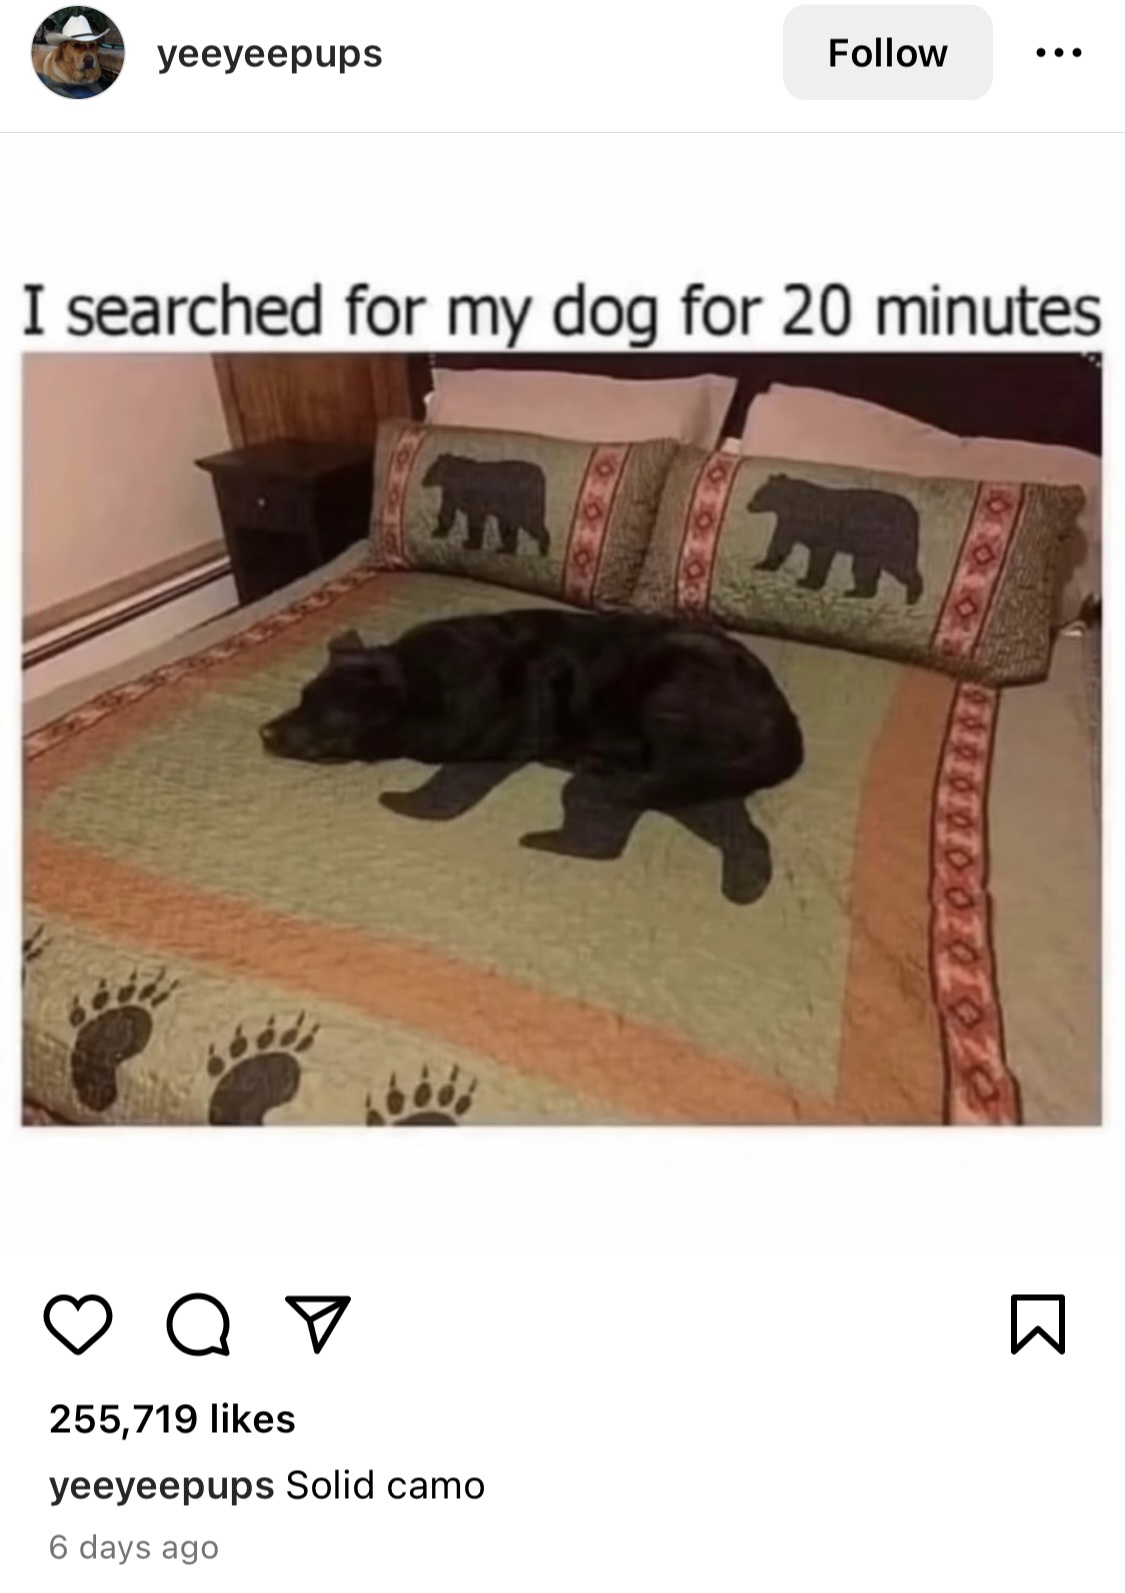 yeeyeepups
Follow
I searched for my dog for 20 minutes
255,719 likes
yeeyeepups Solid camo
6 days ago